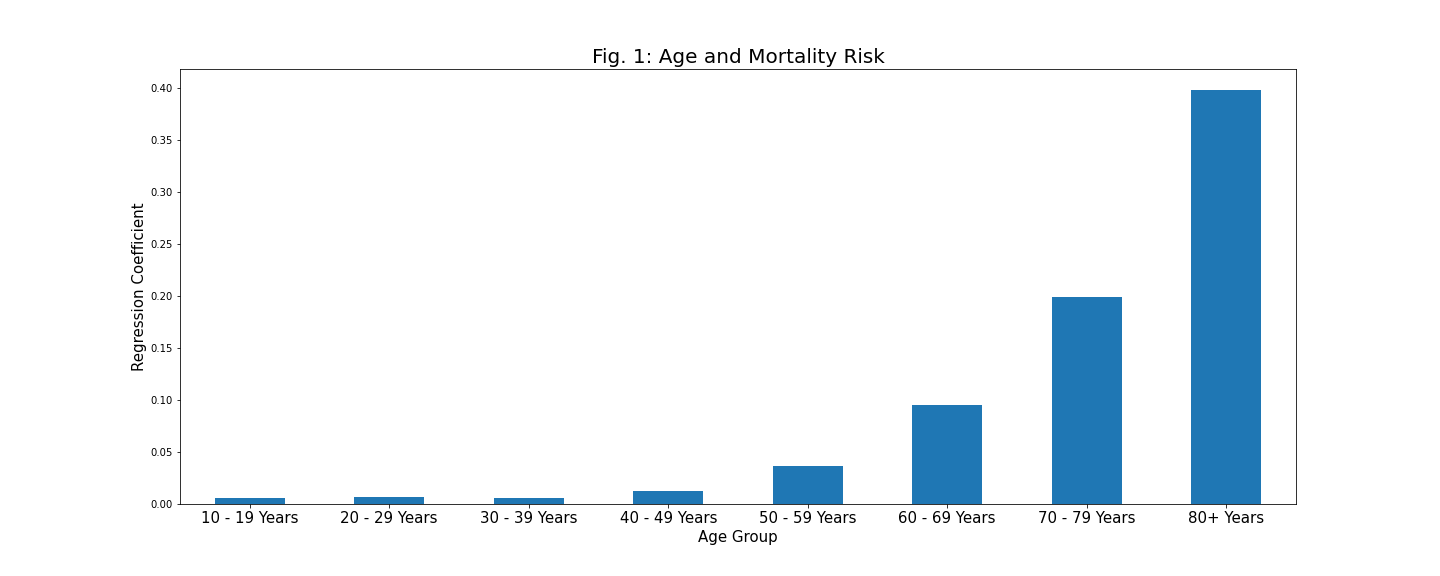 Fig. 1: Age and Mortality Risk
Regression Coefficient
0.40
0.35
0.30
0.25
0.20
0.15
0.10
0.05
0.00
10 - 19 Years 20 - 29 Years 30 - 39 Years 40 - 49 Years 50 - 59 Years 60 - 69 Years 70 - 79 Years 80+ Years
Age Group